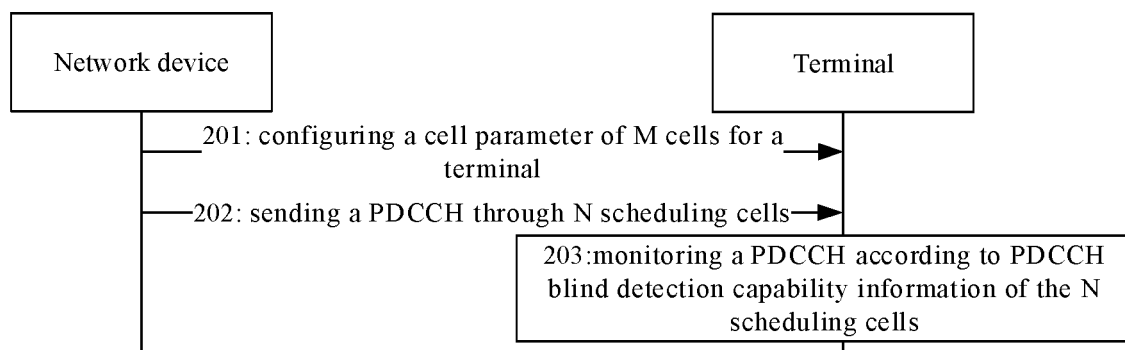 Network device
Terminal
201: configuring a cell parameter of M cells for a
terminal
202: sending a PDCCH through N scheduling cells
203:monitoring a PDCCH according to PDCCH
blind detection capability information of the N
scheduling cells